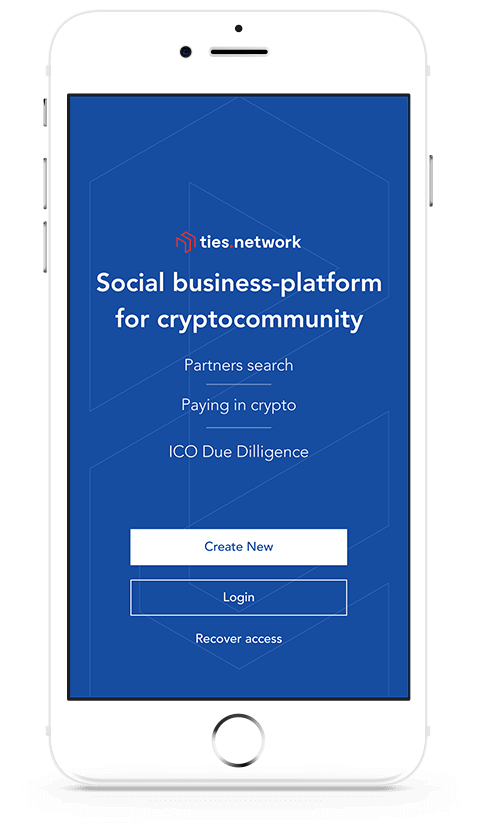 ties.network
Social business-platform
for cryptocommunity
Partners search
Paying in crypto
ICO Due Dilligence
Create New
Login
Recover access